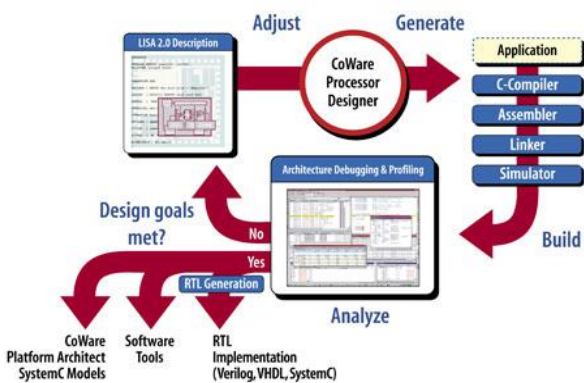 LISA 2.0 Description
Adjust
Generate
CoWare
Processor
Designer
Application
C-Compiler
Assembler
Linker
Simulator
Build
Architecture Debugging & Profiling
Analyze
Design goals
met?
No
Yes
RTL Generation
CoWare
Platform Architect
SystemC Models
Software
Tools
RTL
Implementation
(Verilog, VHDL, SystemC)